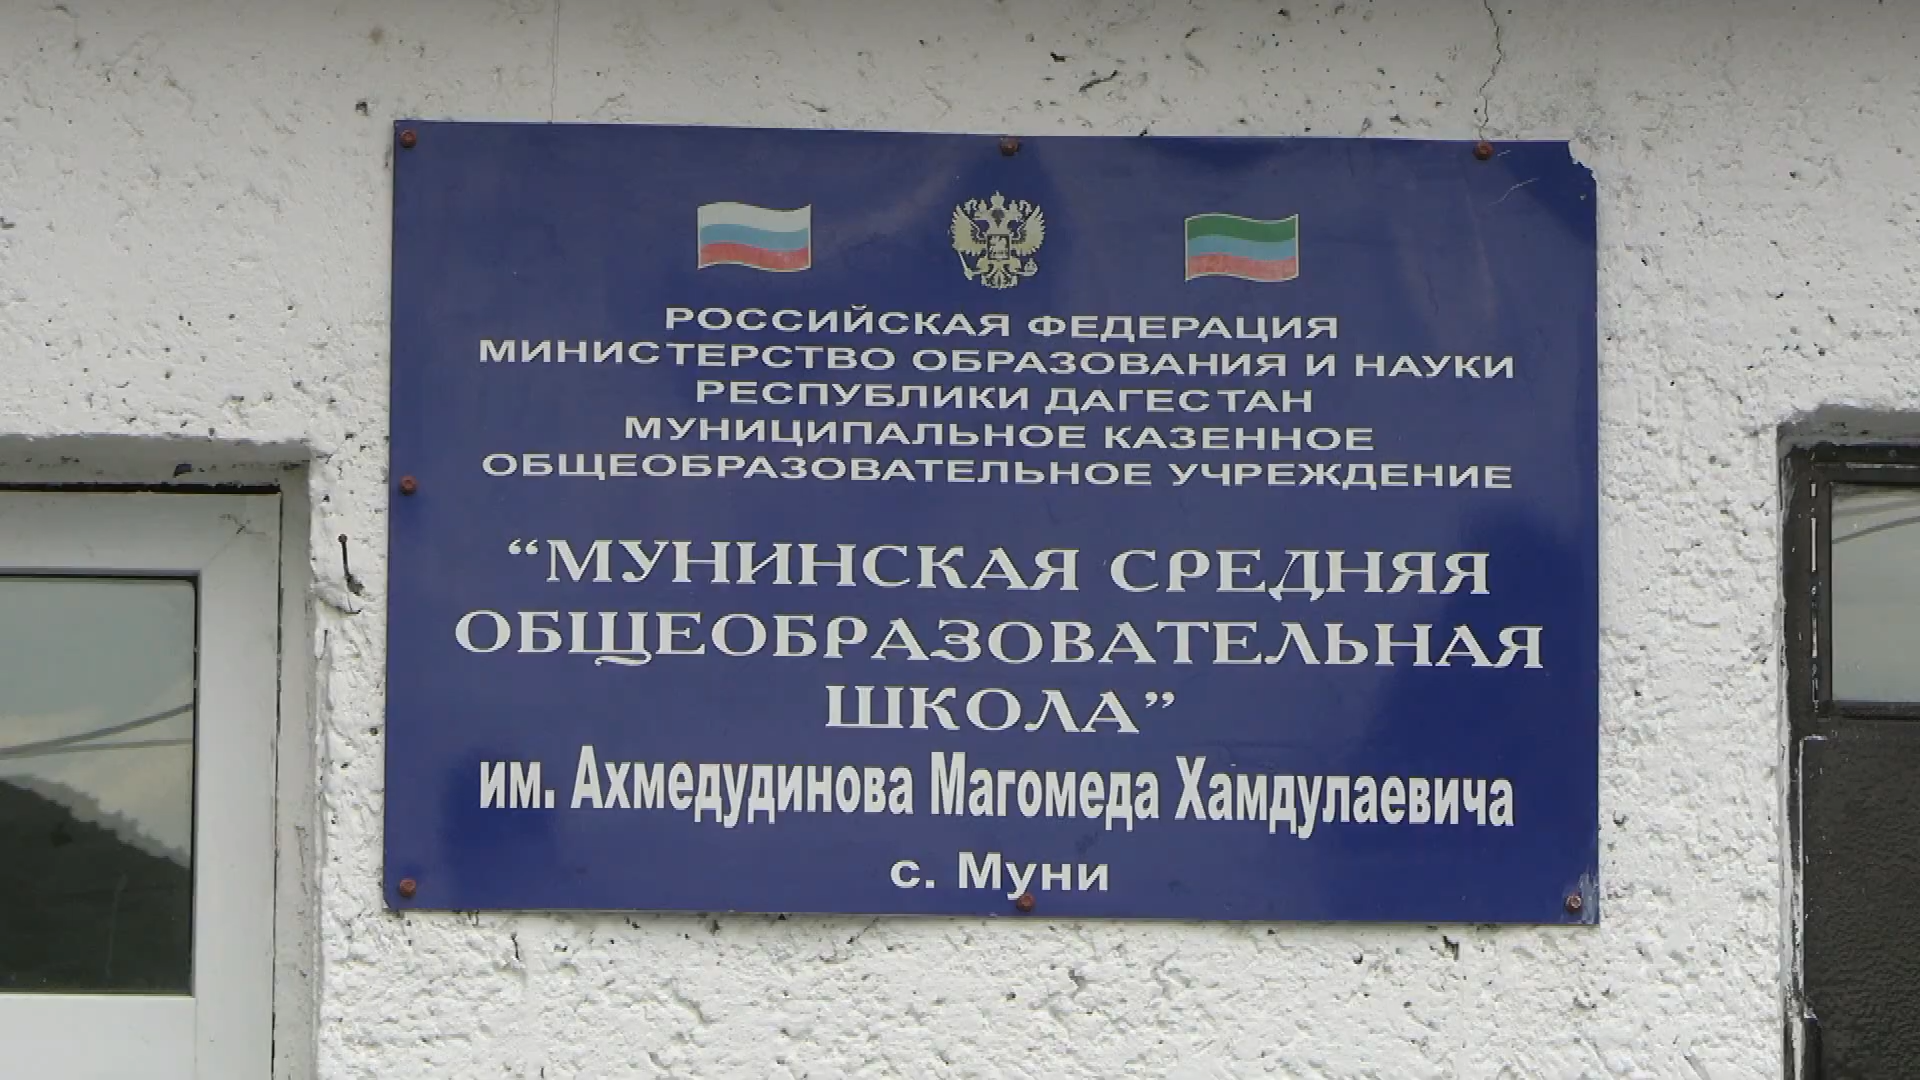 РОССИЙСКАЯ ФЕДЕРАЦИЯ
МИНИСТЕРСТВО ОБРАЗОВАНИЯ И НАУКИ
РЕСПУБЛИКИ ДАГЕСТАН
МУНИЦИПАЛЬНОЕ КАЗЕННОЕ
ОБЩЕОБРАЗОВАТЕЛЬНОЕ УЧРЕЖДЕНИЕ
“МУНИНСКАЯ СРЕДНЯЯ
ОБЩЕОБРАЗОВАТЕЛЬНАЯ
ШКОЛА”
им. Ахмедудинова Магомеда Хамдулаевича
с. Муни